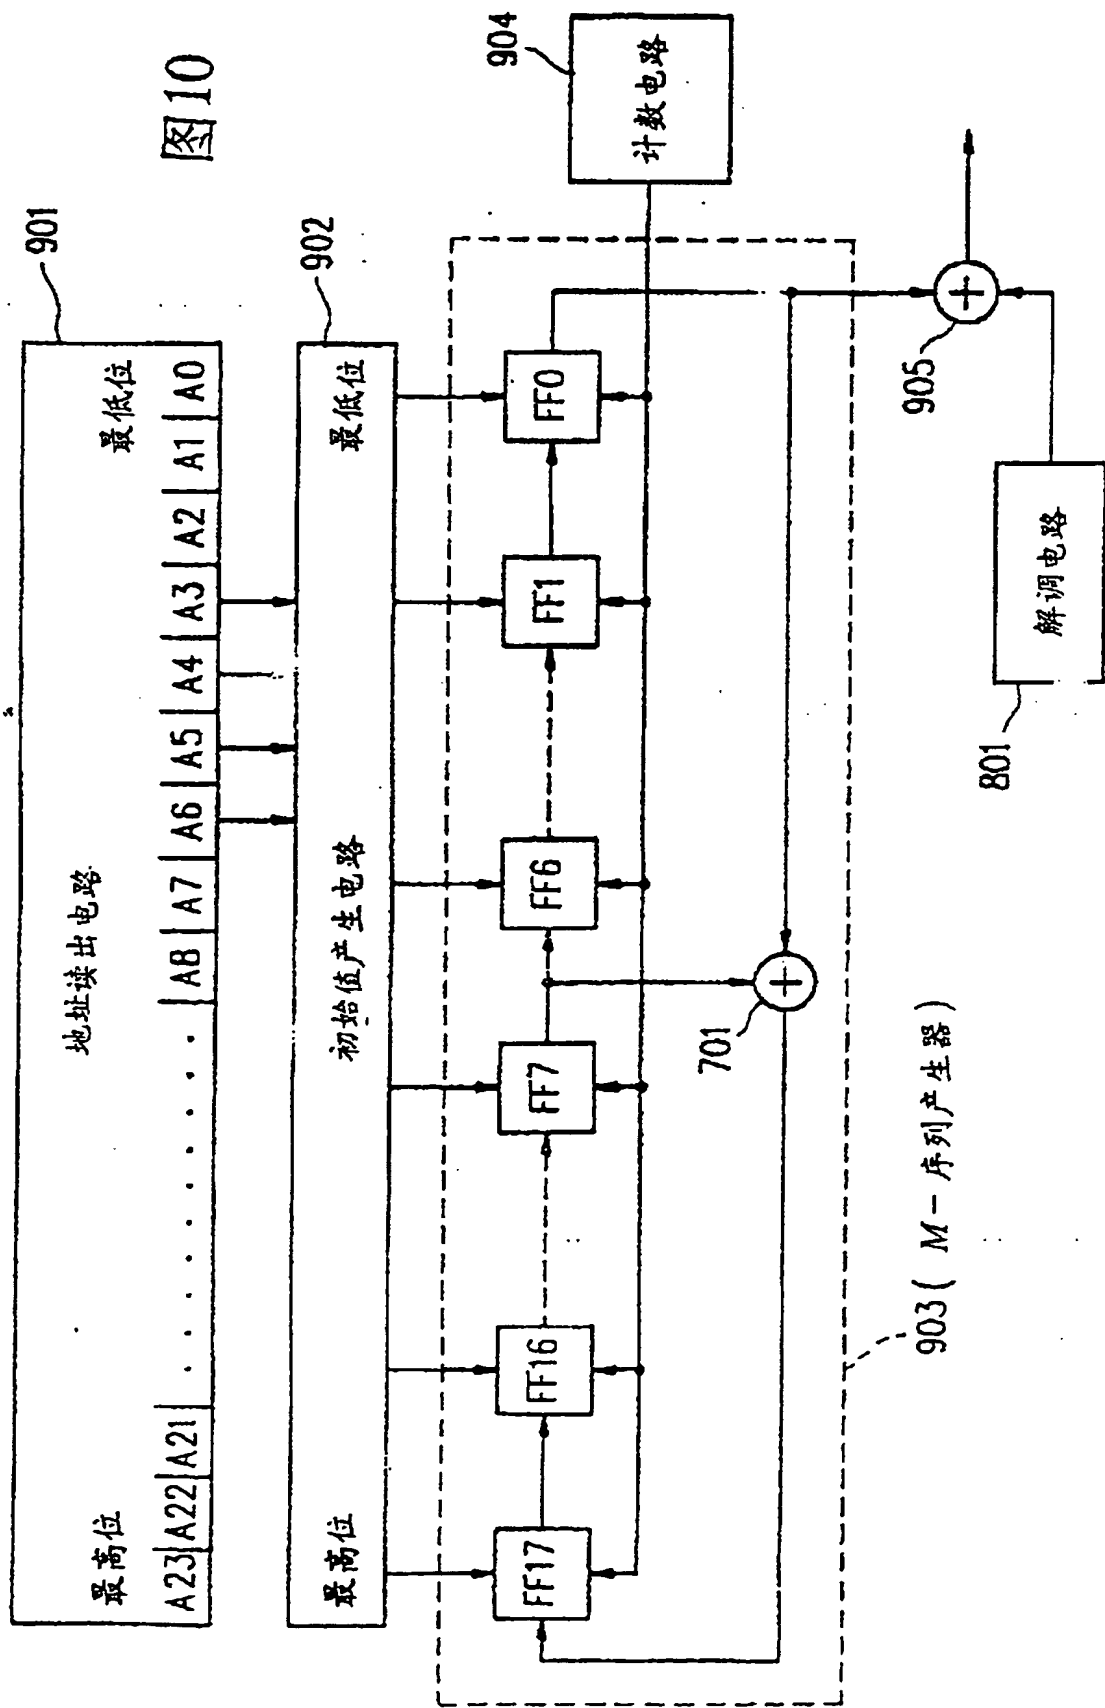 图10
901
地址读出电路
最高位
最低位
A23 A22 A21 · · · · · · · · · A8 A7 A6 A5 A4 A3 A2 A1 A0
902
最高位
初始值产生电路
最低位
FF17
FF16
FF7
FF6
FF1
FF0
904
计数电路
701
905
903 ( M-序列产生器)
801
解调电路